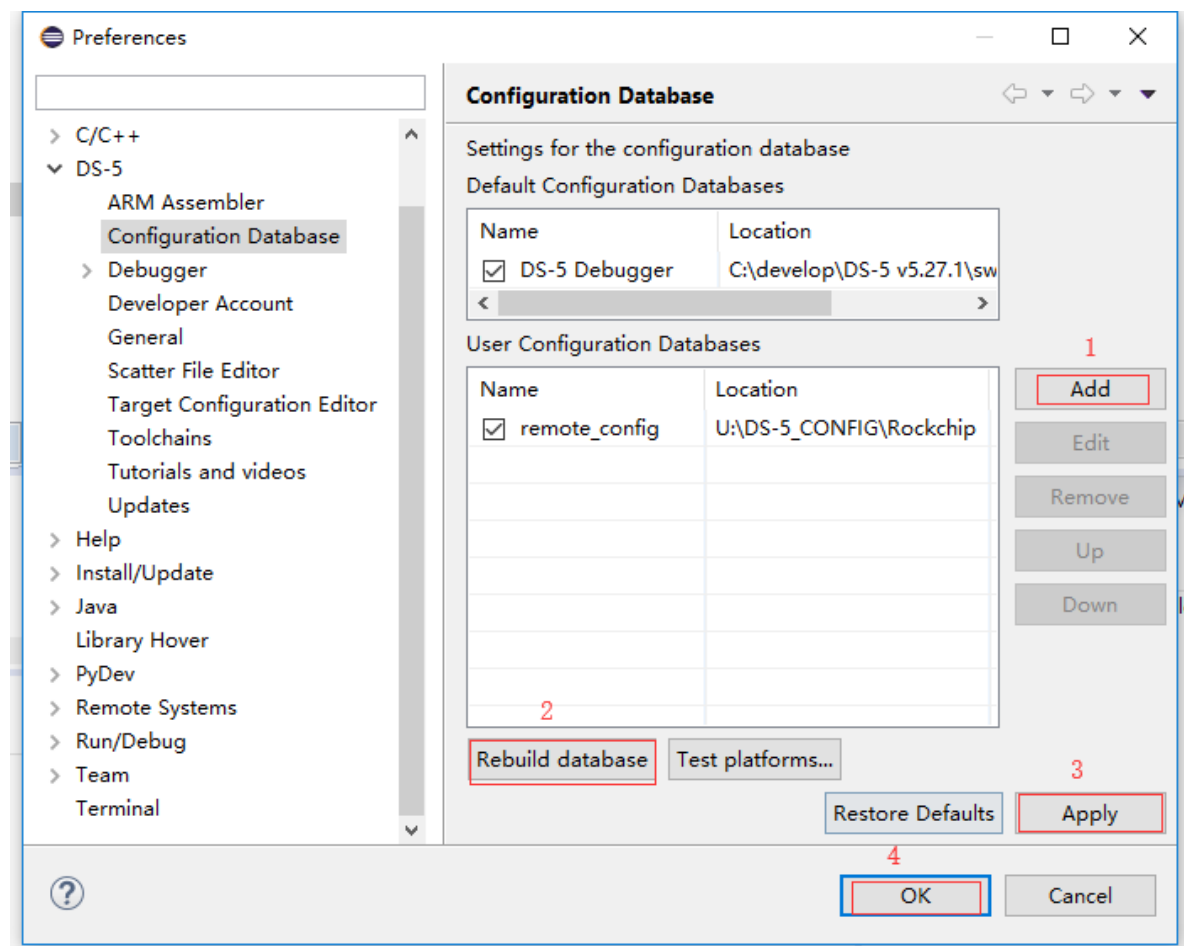 Preferences
Configuration Database
C/C++
DS-5
ARM Assembler
Configuration Database
Debugger
Developer Account
General
Scatter File Editor
Target Configuration Editor
Toolchains
Tutorials and videos
Updates
Help
Install/Update
Java
Library Hover
PyDev
Remote Systems
Run/Debug
Team
Terminal
Settings for the configuration database
Default Configuration Databases
Name Location
DS-5 Debugger C:\develop\DS-5 v5.27.1\sw
User Configuration Databases
1
Name Location
remote_config U:\DS-5_CONFIG\Rockchip
Add
Edit
Remove
Up
Down
2
Rebuild database Test platforms...
3
Restore Defaults Apply
4
OK Cancel